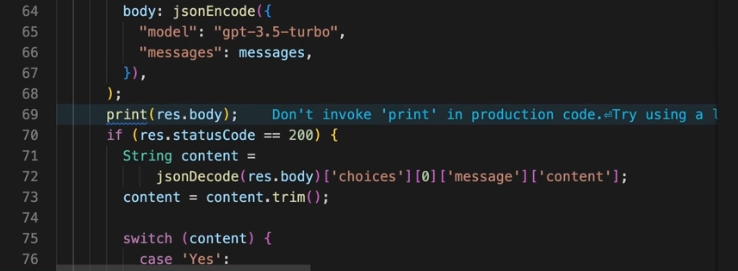 64 body: jsonEncode({
65 "model": "gpt-3.5-turbo",
66 "messages": messages,
67 }),
68 );
69 print(res.body); Don't invoke 'print' in production code.⏎Try using a l
70 if (res.statusCode == 200) {
71 String content =
72 jsonDecode(res.body)['choices'][0]['message']['content'];
73 content = content.trim();
74
75 switch (content) {
76 case 'Yes':